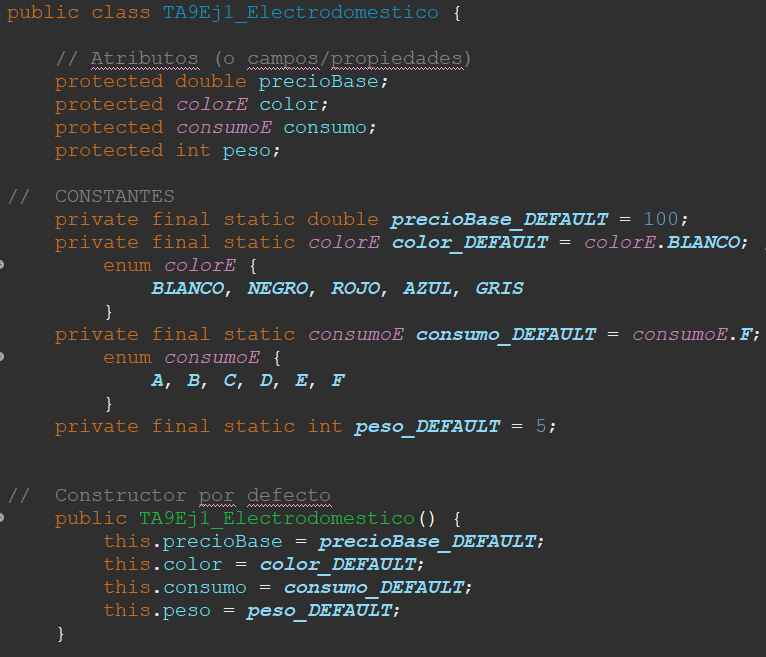 public class TA9Ej1_Electrodomestico {
// Atributos (o campos/propiedades)
protected double precioBase;
protected colorE color;
protected consumoE consumo;
protected int peso;
// CONSTANTES
private final static double precioBase_DEFAULT = 100;
private final static colorE color_DEFAULT = colorE.BLANCO;
enum colorE {
BLANCO, NEGRO, ROJO, AZUL, GRIS
}
private final static consumoE consumo_DEFAULT = consumoE.F;
enum consumoE {
A, B, C, D, E, F
}
private final static int peso_DEFAULT = 5;
// Constructor por defecto
public TA9Ej1_Electrodomestico() {
this.precioBase = precioBase_DEFAULT;
this.color = color_DEFAULT;
this.consumo = consumo_DEFAULT;
this.peso = peso_DEFAULT;
}